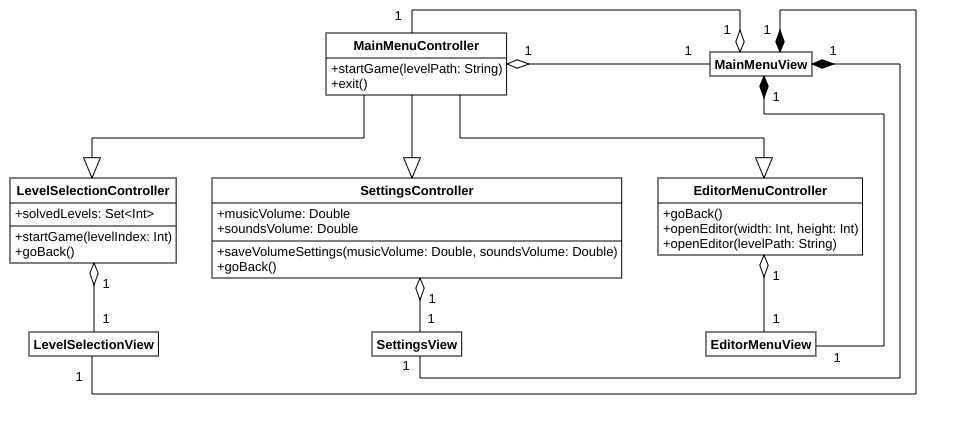 1
1
1
MainMenuController
+startGame(levelPath: String)
+exit()
1
1
MainMenuView
1
1
LevelSelectionController
+solvedLevels: Set<Int>
+startGame(levelIndex: Int)
+goBack()
SettingsController
+musicVolume: Double
+soundsVolume: Double
+saveVolumeSettings(musicVolume: Double, soundsVolume: Double)
+goBack()
EditorMenuController
+goBack()
+openEditor(width: Int, height: Int)
+openEditor(levelPath: String)
1
1
1
1
1
1
LevelSelectionView
SettingsView
EditorMenuView
1
1
1